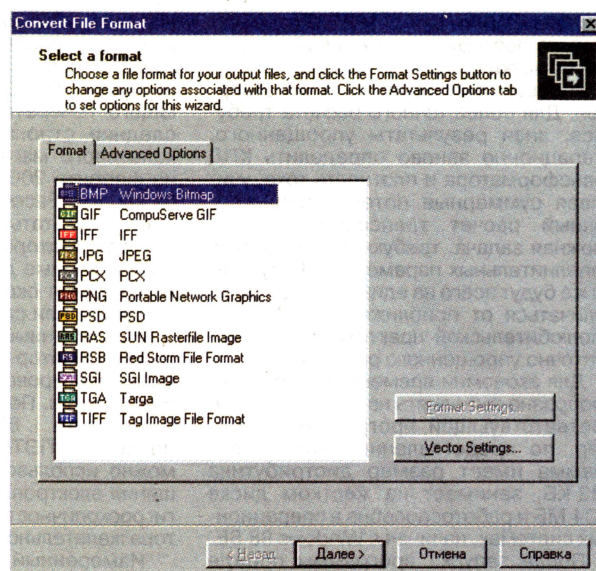 Convert File Format
Select a format
Choose a file format for your output files, and click the Format Settings button to
change any options associated with that format. Click the Advanced Options tab
to set options for this wizard.
Format
Advanced Options
BMP Windows Bitmap
GIF CompuServe GIF
IFF IFF
JPG JPEG
PCX PCX
PNG Portable Network Graphics
PSD PSD
RAS SUN Rasterfile Image
RSB Red Storm File Format
SGI SGI Image
TGA Targa
TIFF Tag Image File Format
Format Settings...
Vector Settings...
< Назад
Далее >
Отмена
Справка